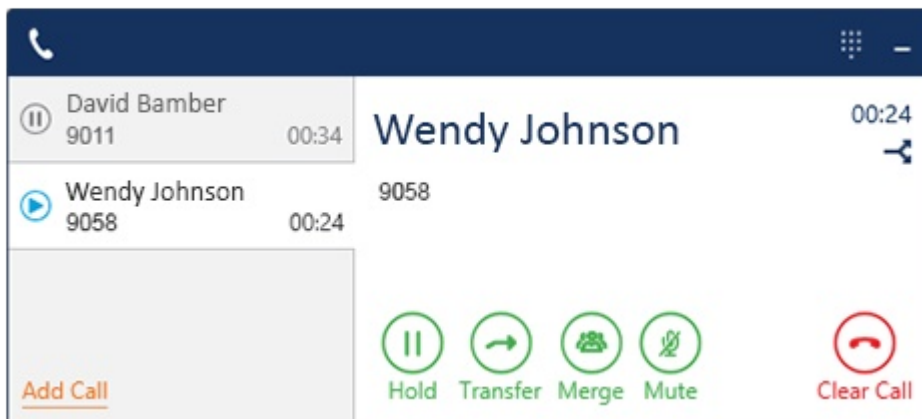 David Bamber
9011 00:34
Wendy Johnson
9058 00:24
Add Call
Wendy Johnson 00:24
9058
Hold Transfer Merge Mute Clear Call